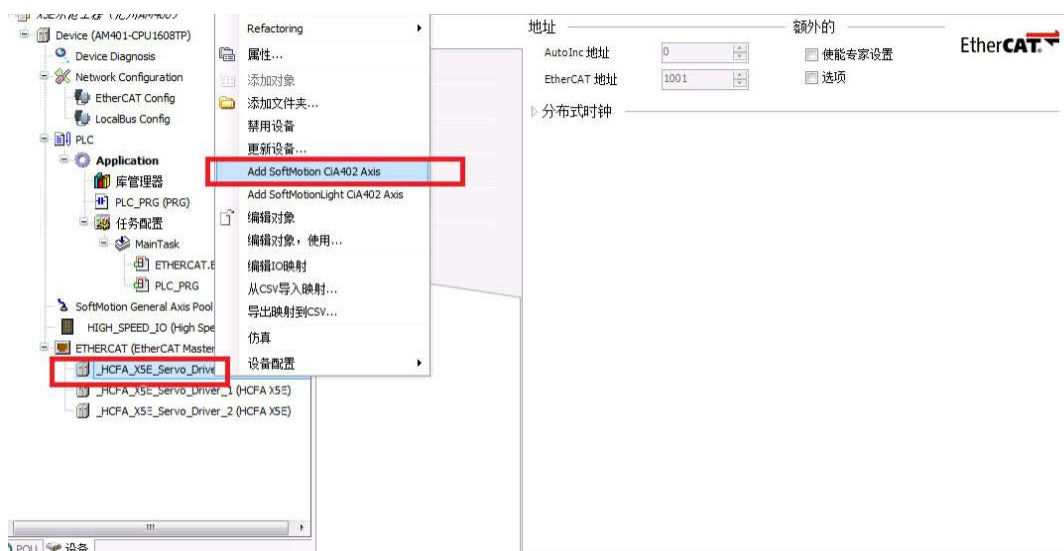 Device (AM401-CPU1608TP)
Device Diagnosis
Network Configuration
EtherCAT Config
LocalBus Config
PLC
Application
库管理器
PLC_PRG (PRG)
任务配置
MainTask
ETHERCAT.E
PLC_PRG
SoftMotion General Axis Pool
HIGH_SPEED_IO (High Spe
ETHERCAT (EtherCAT Master
_HCFA_X5E_Servo_Drive
_HCFA_X5E_Servo_Driver_1 (HCFA X5E)
_HCFA_X5E_Servo_Driver_2 (HCFA X5E)
POU 设备
Refactoring
属性...
添加对象
添加文件夹...
禁用设备
更新设备...
Add SoftMotion CiA402 Axis
Add SoftMotionLight CiA402 Axis
编辑对象
编辑对象，使用...
编辑IO映射
从CSV导入映射...
导出映射到CSV...
仿真
设备配置
地址
AutoInc 地址 0
EtherCAT 地址 1001
分布式时钟
额外的
使能专家设置
选项
EtherCAT.